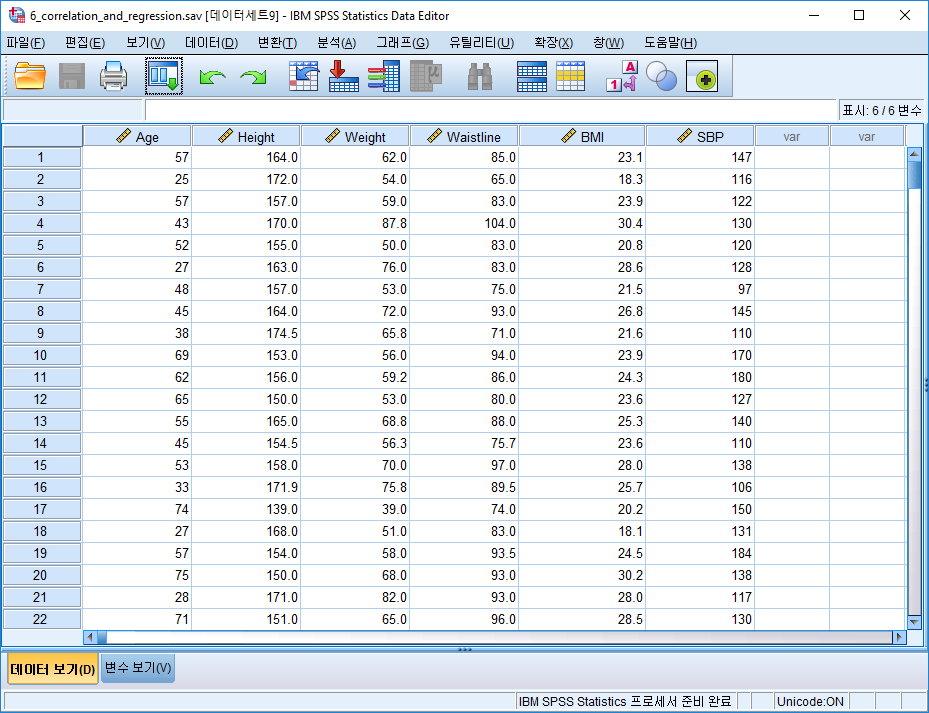 6_correlation_and_regression.sav [데이터세트9] - IBM SPSS Statistics Data Editor
파일(F) 편집(E) 보기(V) 데이터(D) 변환(T) 분석(A) 그래프(G) 유틸리티(U) 확장(X) 창(W) 도움말(H)
1 A
표시: 6 / 6 변수
Age Height Weight Waistline BMI SBP var var
1 57 164.0 62.0 85.0 23.1 147
2 25 172.0 54.0 65.0 18.3 116
3 57 157.0 59.0 83.0 23.9 122
4 43 170.0 87.8 104.0 30.4 130
5 52 155.0 50.0 83.0 20.8 120
6 27 163.0 76.0 83.0 28.6 128
7 48 157.0 53.0 75.0 21.5 97
8 45 164.0 72.0 93.0 26.8 145
9 38 174.5 65.8 71.0 21.6 110
10 69 153.0 56.0 94.0 23.9 170
11 62 156.0 59.2 86.0 24.3 180
12 65 150.0 53.0 80.0 23.6 127
13 55 165.0 68.8 88.0 25.3 140
14 45 154.5 56.3 75.7 23.6 110
15 53 158.0 70.0 97.0 28.0 138
16 33 171.9 75.8 89.5 25.7 106
17 74 139.0 39.0 74.0 20.2 150
18 27 168.0 51.0 83.0 18.1 131
19 57 154.0 58.0 93.5 24.5 184
20 75 150.0 68.0 93.0 30.2 138
21 28 171.0 82.0 93.0 28.0 117
22 71 151.0 65.0 96.0 28.5 130
데이터 보기(D) 변수 보기(V)
IBM SPSS Statistics 프로세서 준비 완료 Unicode:ON